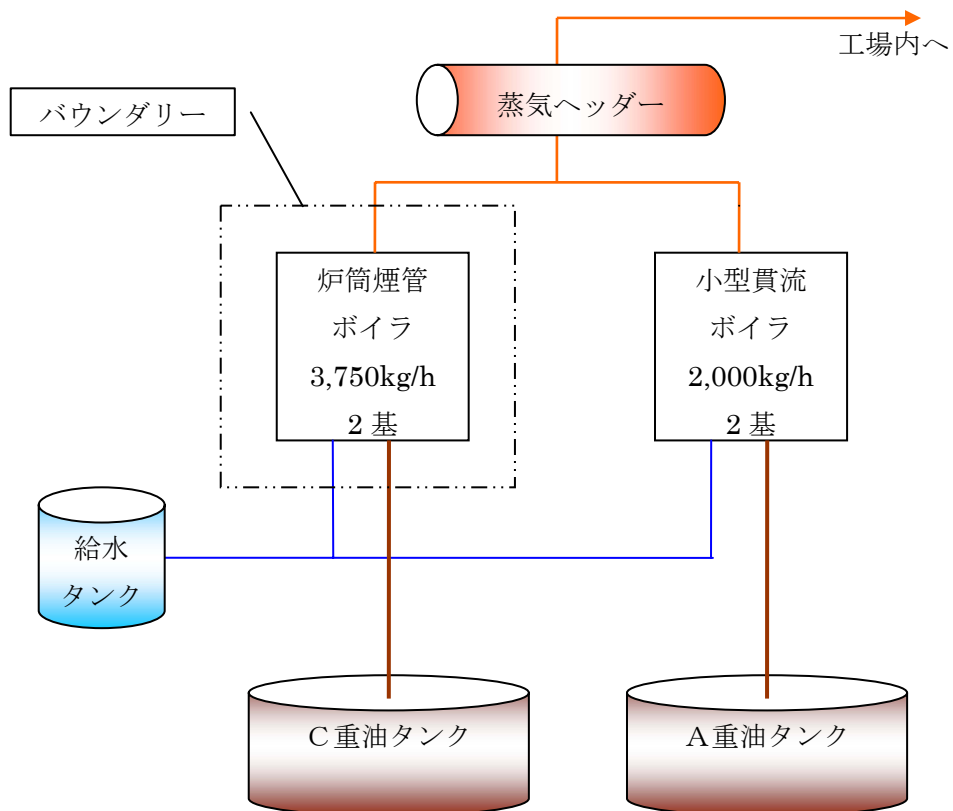 工場内へ
蒸気ヘッダー
バウンダリー
炉筒煙管
ボイラ
3,750kg/h
2 基
小型貫流
ボイラ
2,000kg/h
2 基
給水
タンク
C重油タンク
A重油タンク